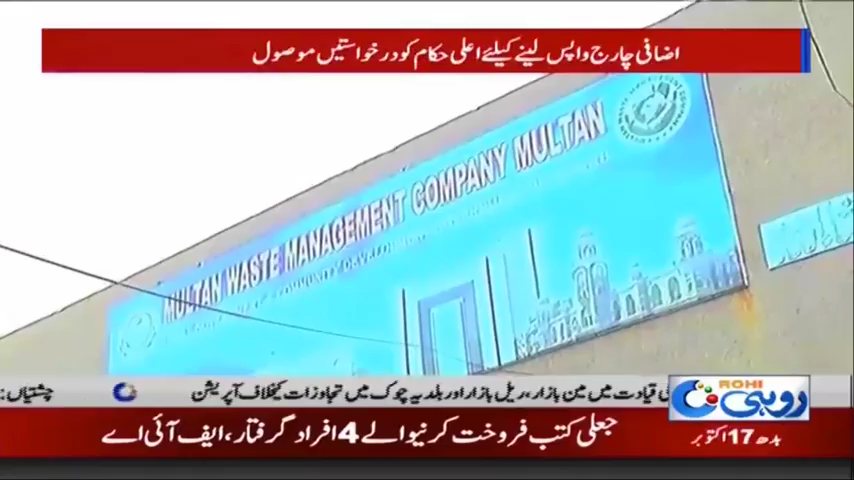 اضافی چارج واپس لینے کیلئے اعلی حکام کو درخواستیں موصول
MULTAN WASTE MANAGEMENT COMPANY MULTAN
کی قیادت میں مین بازار، ریل بازار اور بلدیہ چوک میں تجاوزات کیخلاف آپریشن
چشتیاں:
ROHI
روہی
جعلی کتب فروخت کرنیوالے 4 افراد گرفتار، ایف آئی اے
بدھ 17 اکتوبر